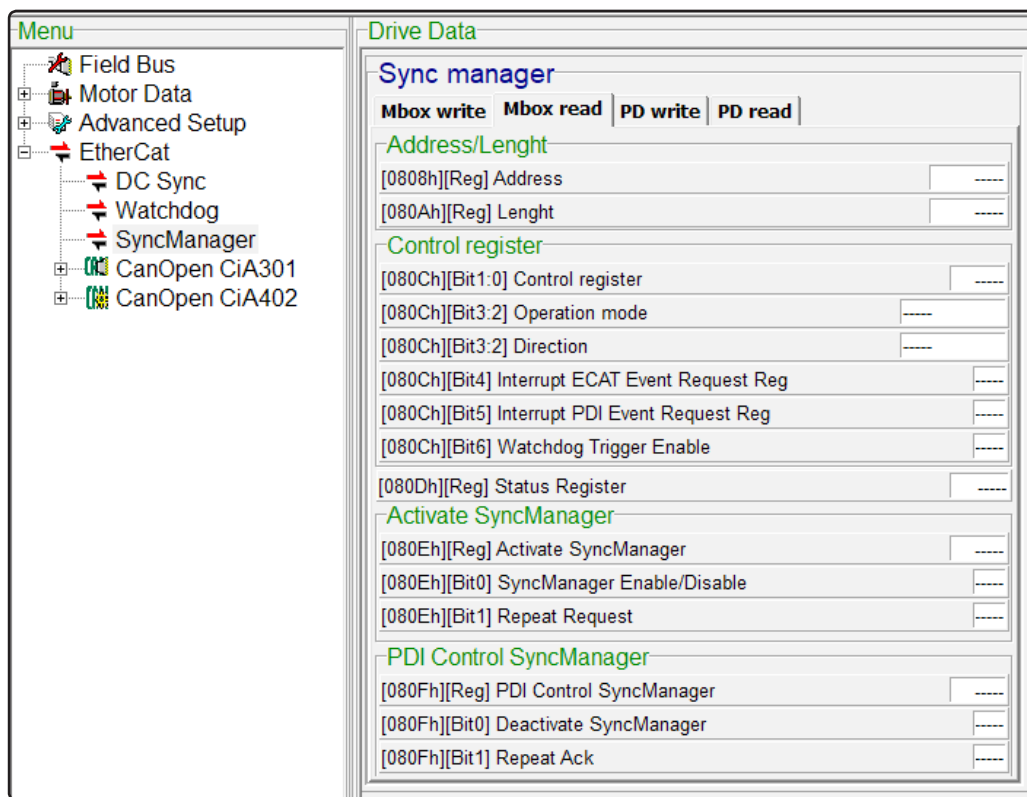 Menu
Field Bus
Motor Data
Advanced Setup
EtherCat
DC Sync
Watchdog
SyncManager
CanOpen CiA301
CanOpen CiA402
Drive Data
Sync manager
Mbox write Mbox read PD write PD read
Address/Lenght
[0808h][Reg] Address -----
[080Ah][Reg] Lenght -----
Control register
[080Ch][Bit1:0] Control register -----
[080Ch][Bit3:2] Operation mode -----
[080Ch][Bit3:2] Direction -----
[080Ch][Bit4] Interrupt ECAT Event Request Reg -----
[080Ch][Bit5] Interrupt PDI Event Request Reg -----
[080Ch][Bit6] Watchdog Trigger Enable -----
[080Dh][Reg] Status Register -----
Activate SyncManager
[080Eh][Reg] Activate SyncManager -----
[080Eh][Bit0] SyncManager Enable/Disable -----
[080Eh][Bit1] Repeat Request -----
PDI Control SyncManager
[080Fh][Reg] PDI Control SyncManager -----
[080Fh][Bit0] Deactivate SyncManager -----
[080Fh][Bit1] Repeat Ack -----